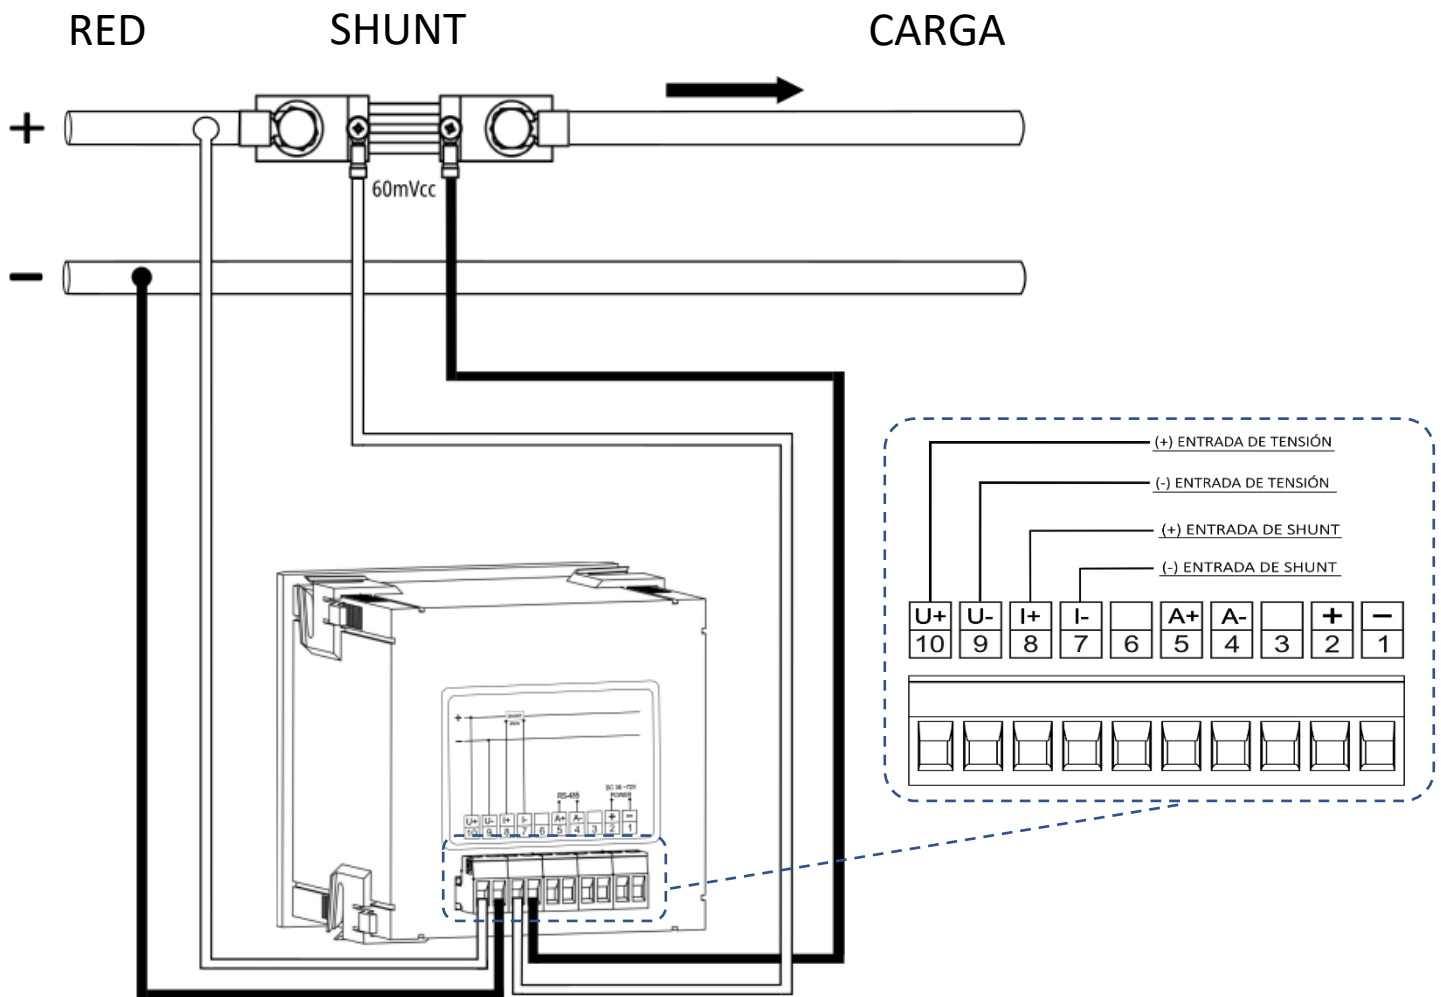 RED SHUNT CARGA
+
60mVcc
−
(+) ENTRADA DE TENSIÓN
(-) ENTRADA DE TENSIÓN
(+) ENTRADA DE SHUNT
(-) ENTRADA DE SHUNT
U+ U- I+ I- A+ A- + −
10 9 8 7 6 5 4 3 2 1
+
SHUNT
−
RS-485
POWER
U+ U- I+ I- A+ A- + −
10 9 8 7 6 5 4 3 2 1